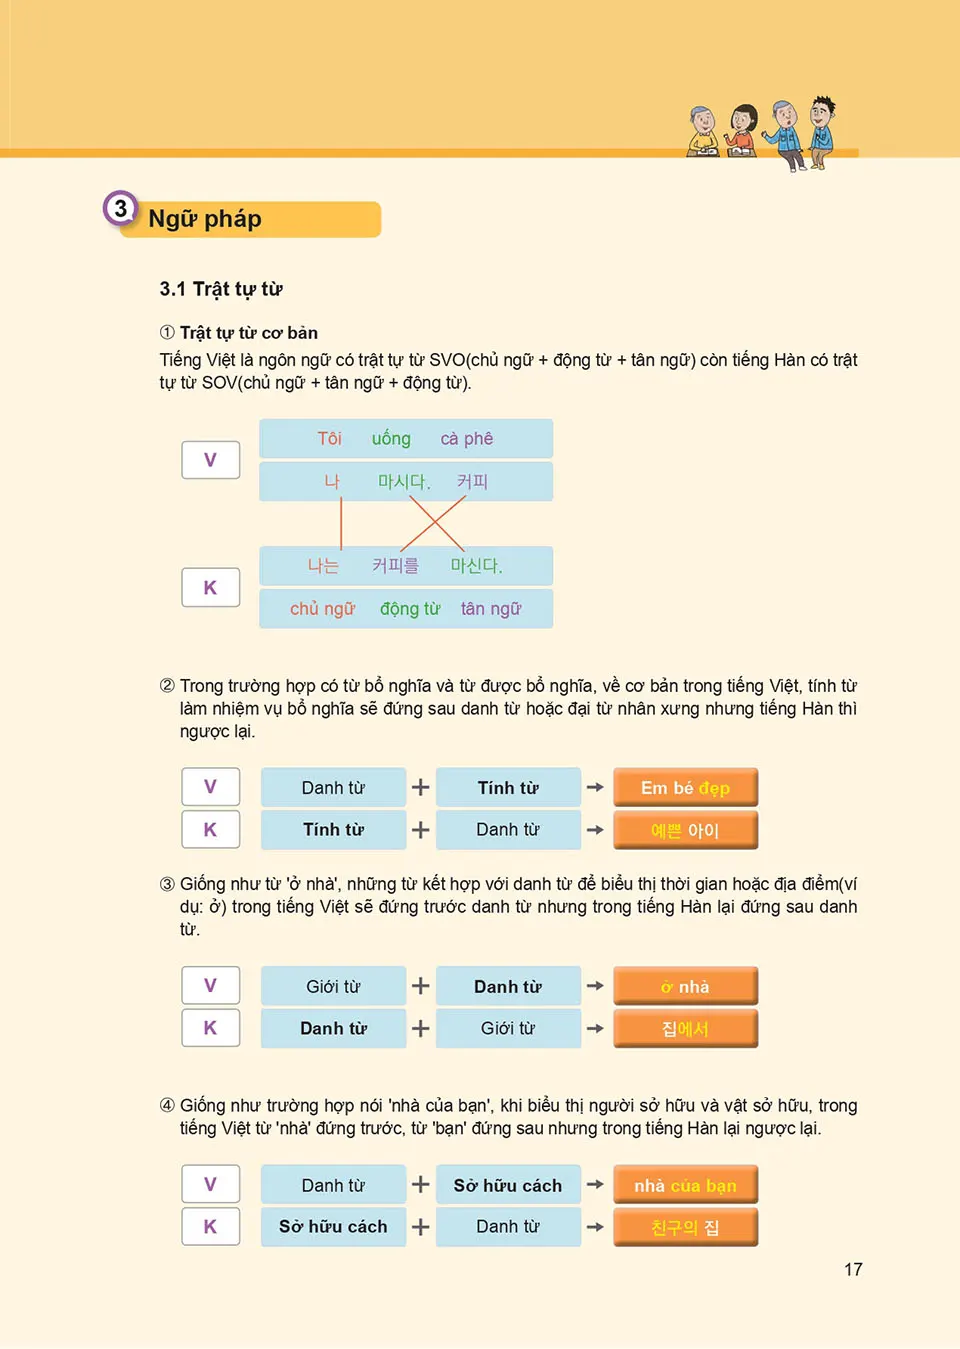 3 Ngữ pháp
3.1 Trật tự từ
① Trật tự từ cơ bản
Tiếng Việt là ngôn ngữ có trật tự từ SVO(chủ ngữ + động từ + tân ngữ) còn tiếng Hàn có trật
tự từ SOV(chủ ngữ + tân ngữ + động từ).
V
Tôi uống cà phê
나 마시다. 커피
K
나는 커피를 마신다.
chủ ngữ động từ tân ngữ
② Trong trường hợp có từ bổ nghĩa và từ được bổ nghĩa, về cơ bản trong tiếng Việt, tính từ
làm nhiệm vụ bổ nghĩa sẽ đứng sau danh từ hoặc đại từ nhân xưng nhưng tiếng Hàn thì
ngược lại.
V Danh từ + Tính từ → Em bé đẹp
K Tính từ + Danh từ → 예쁜 아이
③ Giống như từ 'ở nhà', những từ kết hợp với danh từ để biểu thị thời gian hoặc địa điểm(ví
dụ: ở) trong tiếng Việt sẽ đứng trước danh từ nhưng trong tiếng Hàn lại đứng sau danh
từ.
V Giới từ + Danh từ → ở nhà
K Danh từ + Giới từ → 집에서
④ Giống như trường hợp nói 'nhà của bạn', khi biểu thị người sở hữu và vật sở hữu, trong
tiếng Việt từ 'nhà' đứng trước, từ 'bạn' đứng sau nhưng trong tiếng Hàn lại ngược lại.
V Danh từ + Sở hữu cách → nhà của bạn
K Sở hữu cách + Danh từ → 친구의 집
17